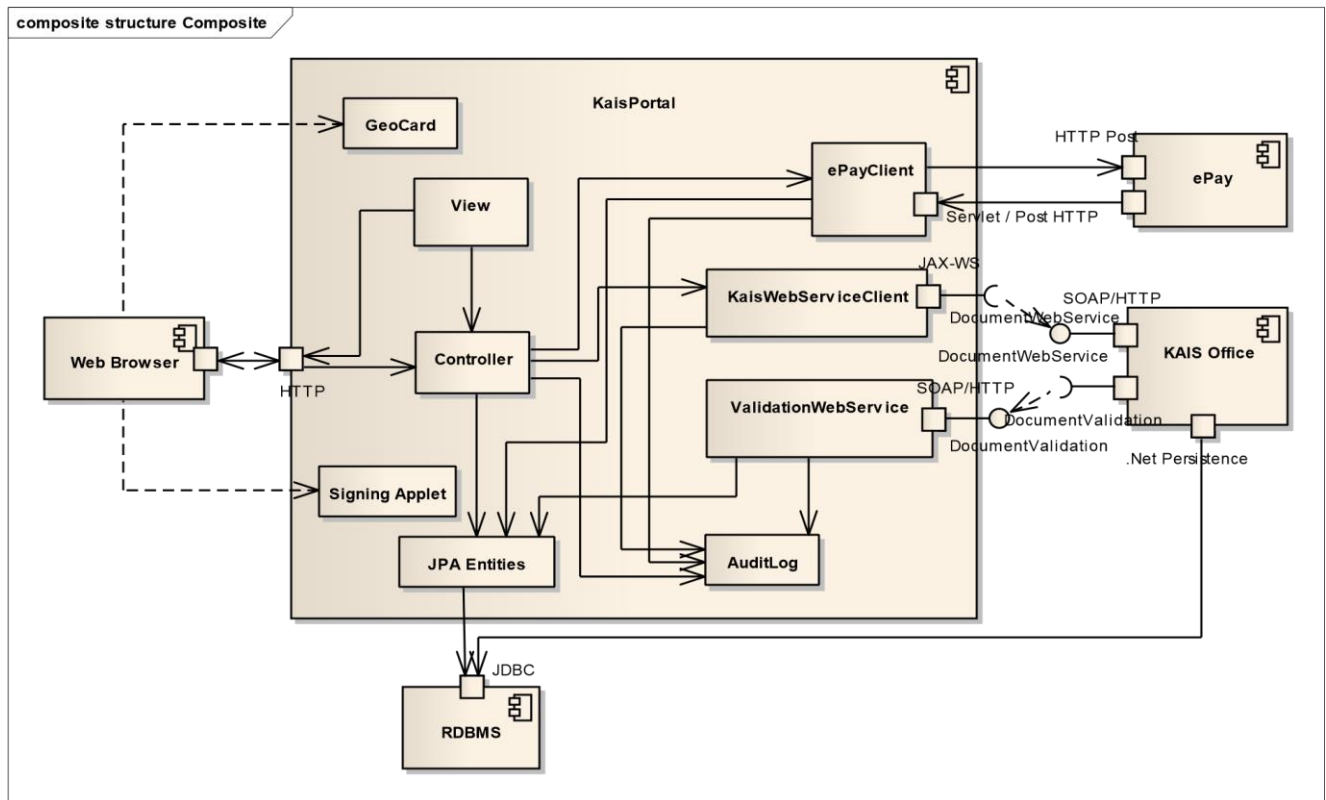 composite structure Composite
KaisPortal
GeoCard
HTTP Post
ePayClient
ePay
View
Servlet / Post HTTP
JAX-WS
KaisWebServiceClient
SOAP/HTTP
DocumentWebService
Web Browser
Controller
DocumentWebService
KAIS Office
HTTP
SOAP/HTTP
ValidationWebService
DocumentValidation
DocumentValidation
.Net Persistence
Signing Applet
JPA Entities
AuditLog
JDBC
RDBMS